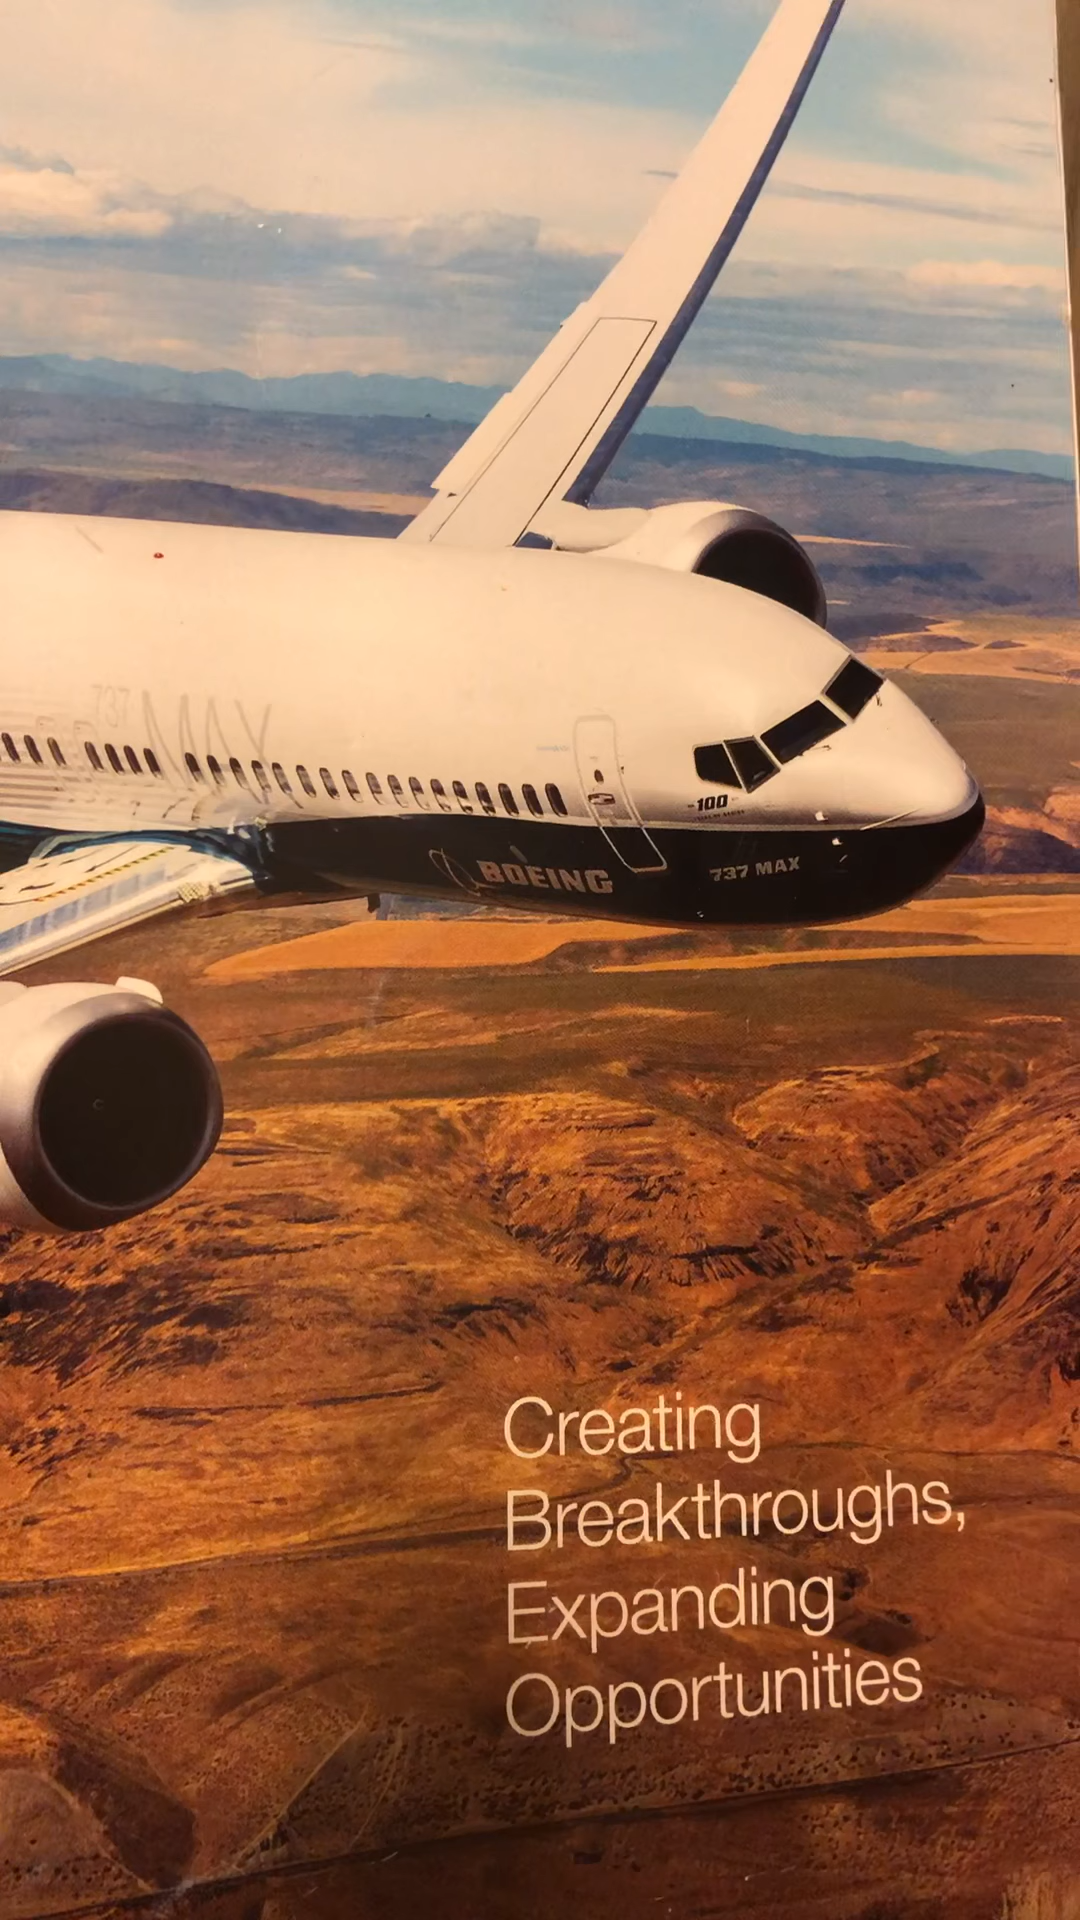 737
MAX
100
BOEING
737 MAX
Creating
Breakthroughs,
Expanding
Opportunities